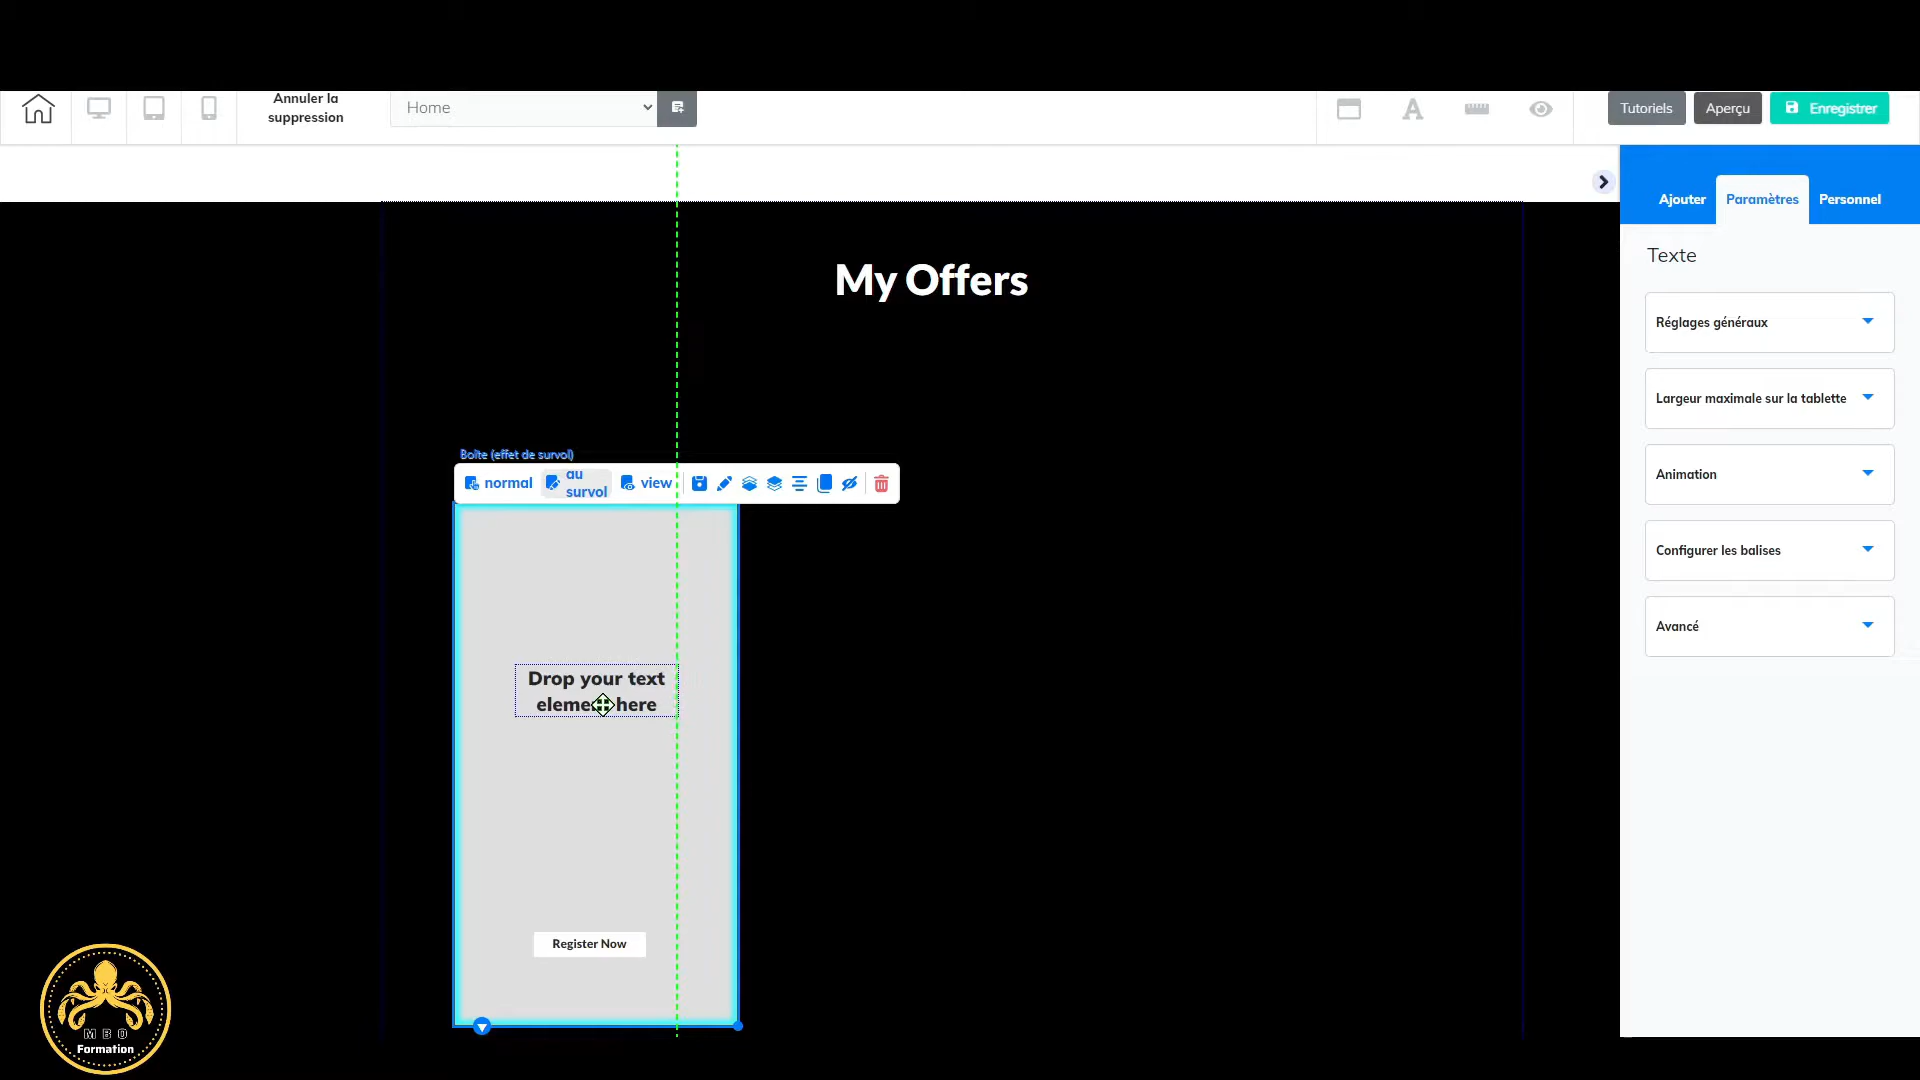 Annuler la
suppression
Home
Tutoriels
Aperçu
Enregistrer
Ajouter
Paramètres
Personnel
Texte
My Offers
Réglages généraux
Largeur maximale sur la tablette
Animation
Configurer les balises
Avancé
Boîte (effet de survol)
normal
au
survol
view
Drop your text
eleme here
Register Now
MBO
Formation